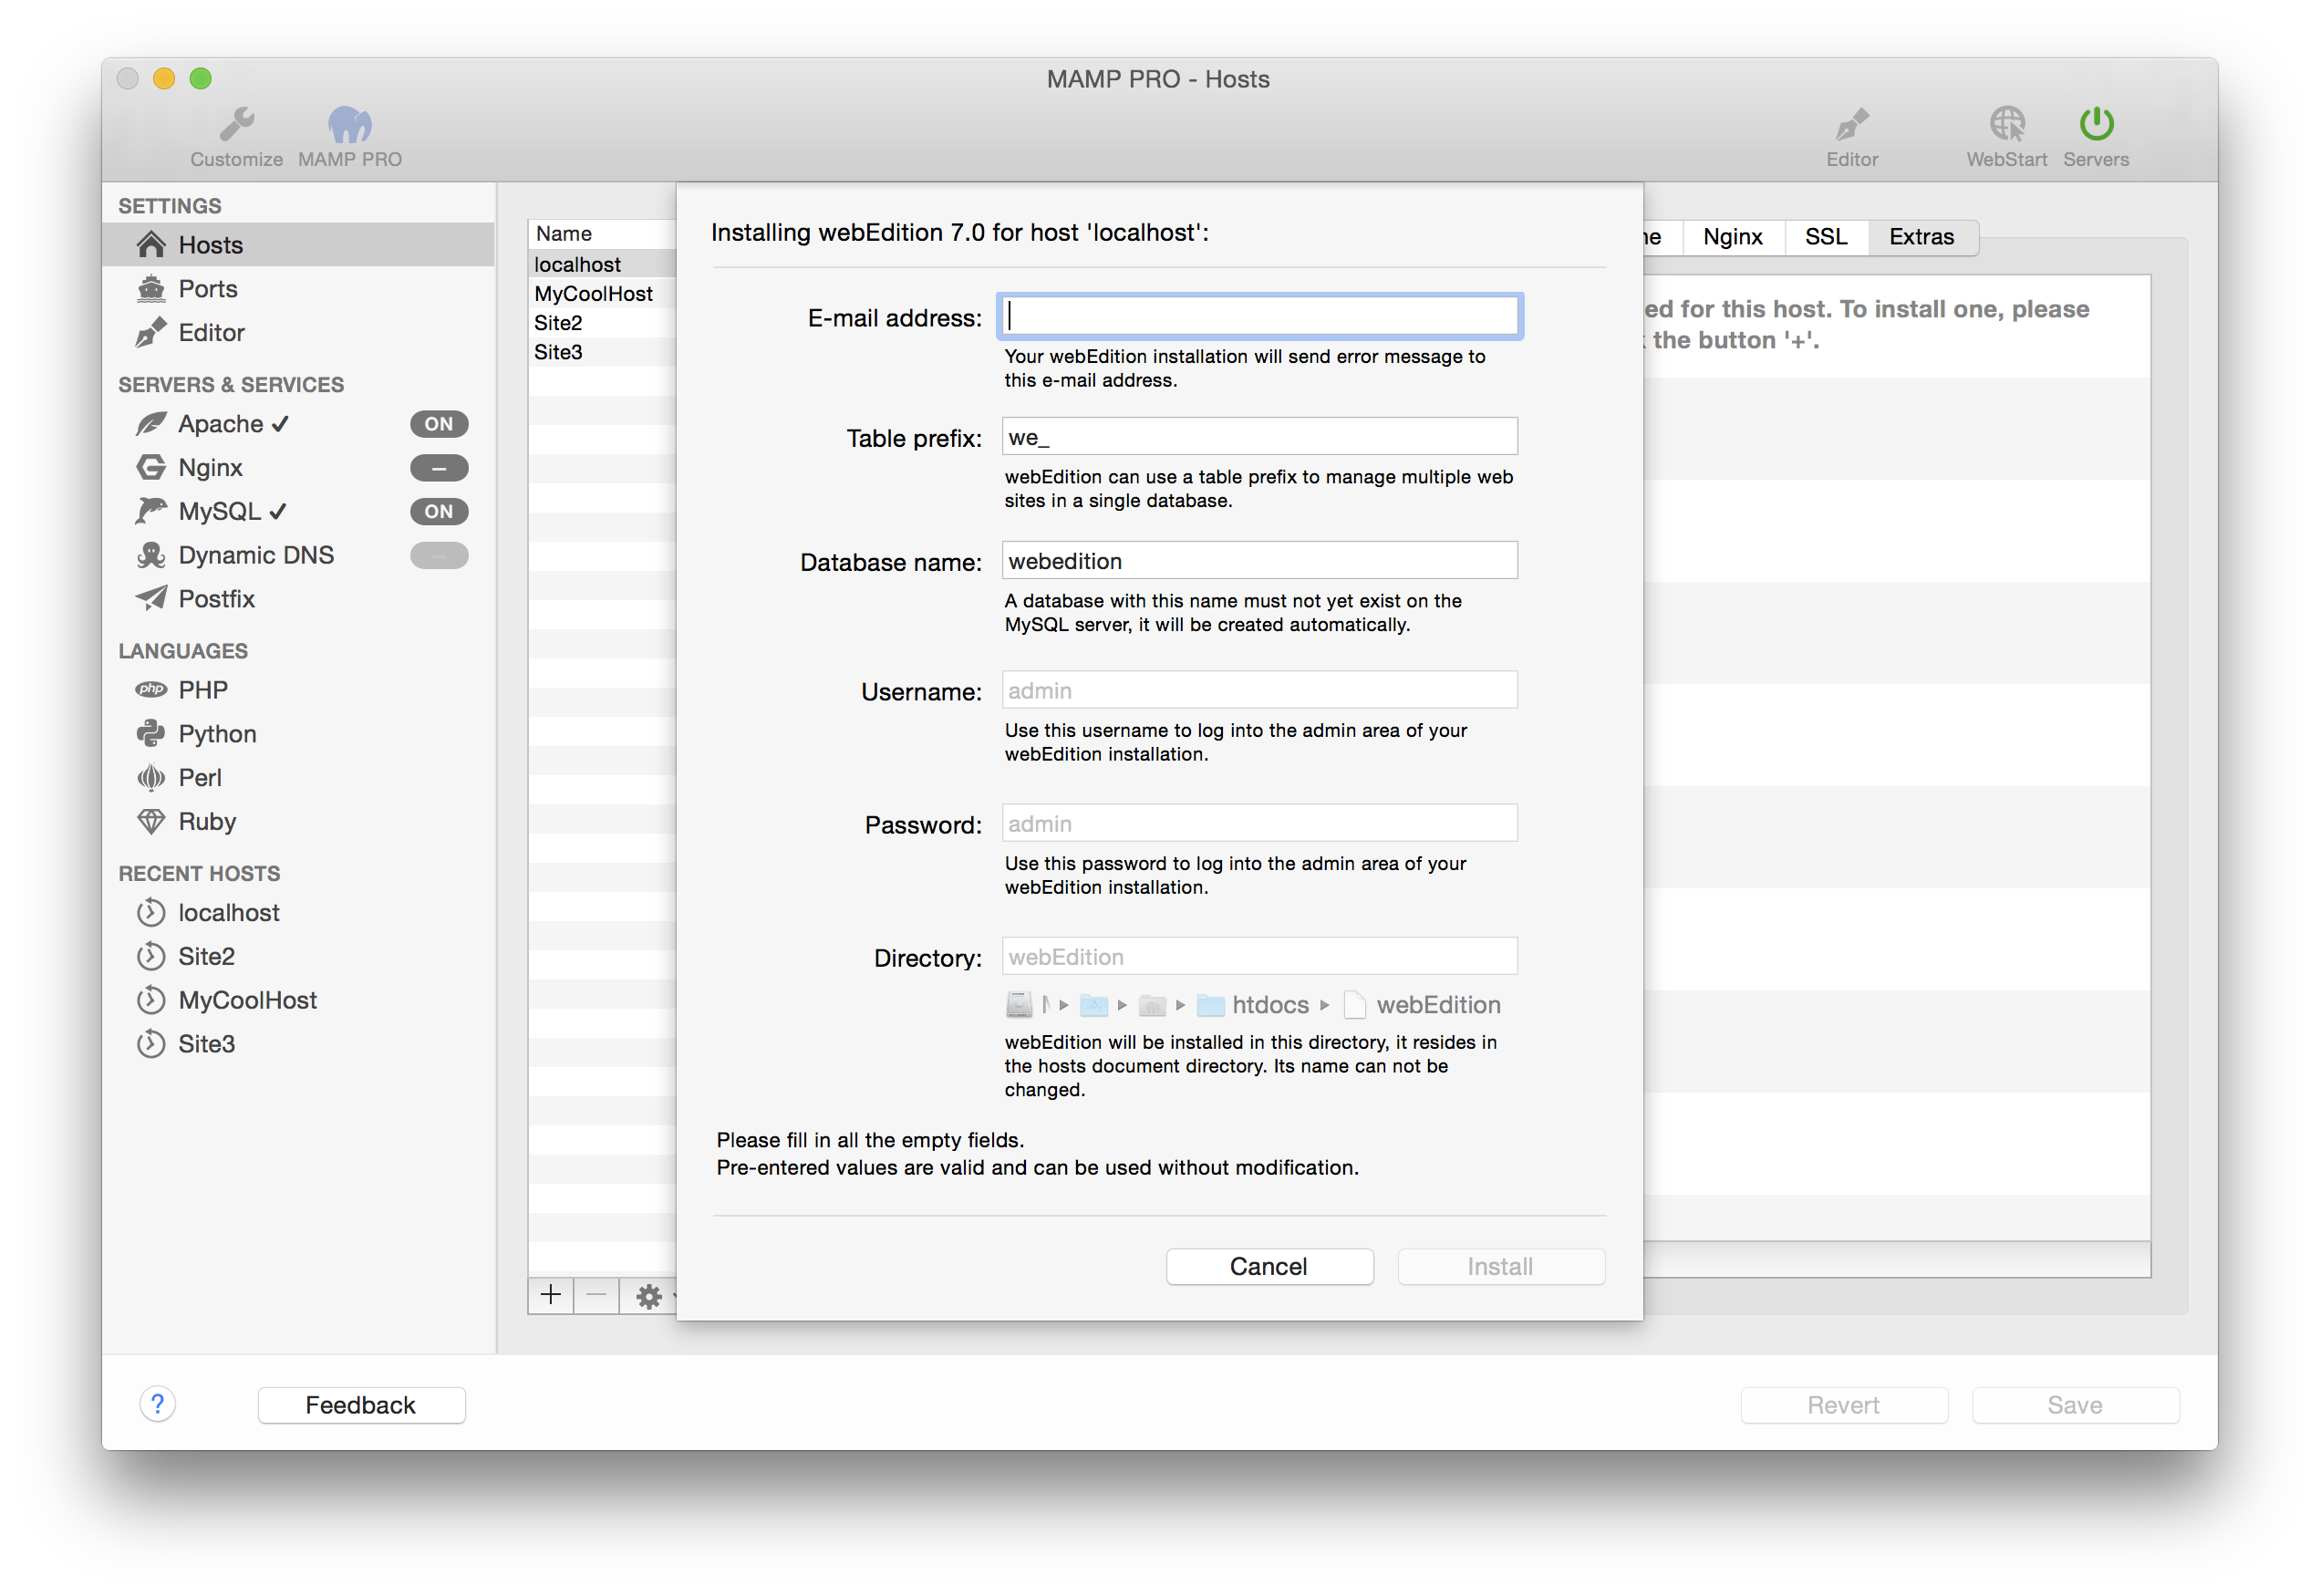 MAMP PRO - Hosts
Customize
MAMP PRO
Editor
WebStart
Servers
SETTINGS
Hosts
Ports
Editor
SERVERS & SERVICES
Apache ✓
ON
Nginx
–
MySQL ✓
ON
Dynamic DNS
–
Postfix
LANGUAGES
php PHP
Python
Perl
Ruby
RECENT HOSTS
localhost
Site2
MyCoolHost
Site3
Name
localhost
MyCoolHost
Site2
Site3
Installing webEdition 7.0 for host 'localhost':
E-mail address:
Your webEdition installation will send error message to
this e-mail address.
Table prefix:
we_
webEdition can use a table prefix to manage multiple web
sites in a single database.
Database name:
webedition
A database with this name must not yet exist on the
MySQL server, it will be created automatically.
Username:
admin
Use this username to log into the admin area of your
webEdition installation.
Password:
admin
Use this password to log into the admin area of your
webEdition installation.
Directory:
webEdition
htdocs
webEdition
webEdition will be installed in this directory, it resides in
the hosts document directory. Its name can not be
changed.
Please fill in all the empty fields.
Pre-entered values are valid and can be used without modification.
Cancel
Install
Nginx
SSL
Extras
ed for this host. To install one, please
the button '+'.
?
Feedback
Revert
Save